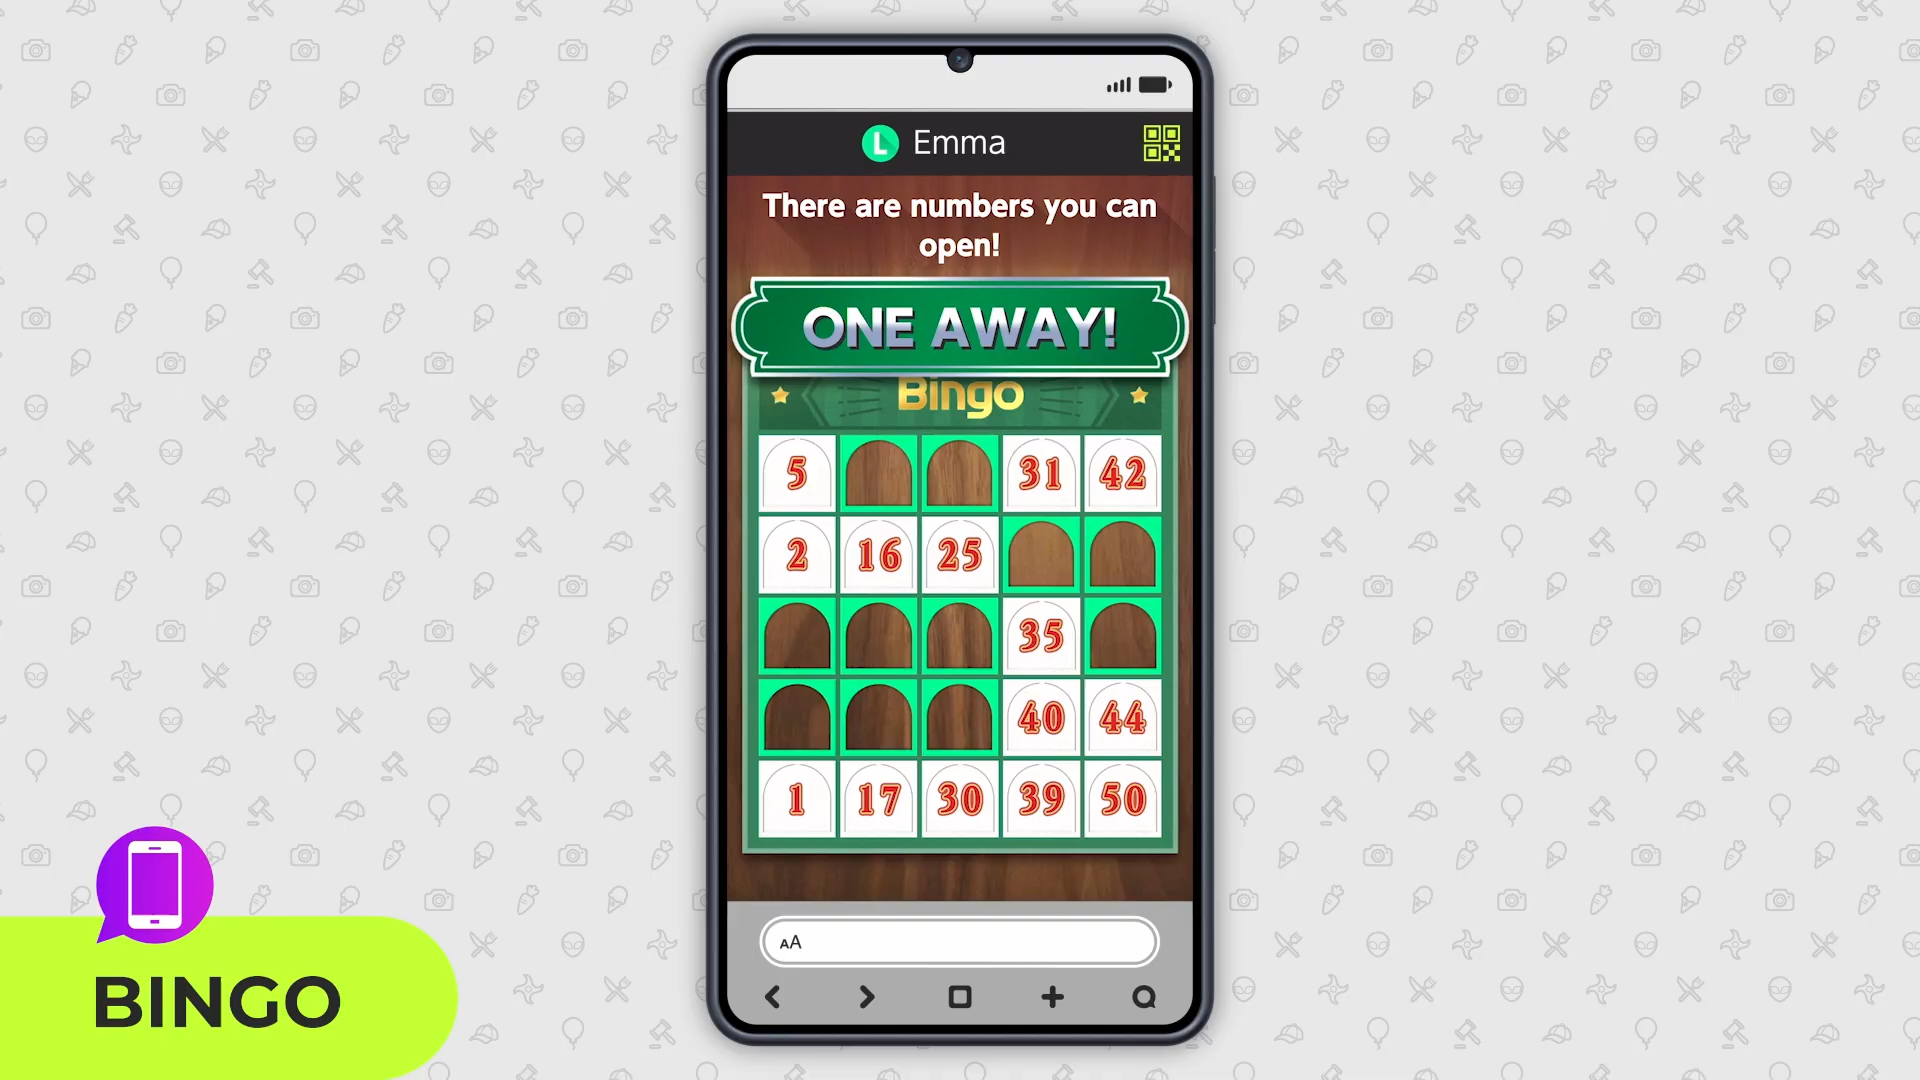 L Emma
There are numbers you can
open!
ONE AWAY!
Bingo
5 31 42
2 16 25
35
40 44
1 17 30 39 50
AA
BINGO